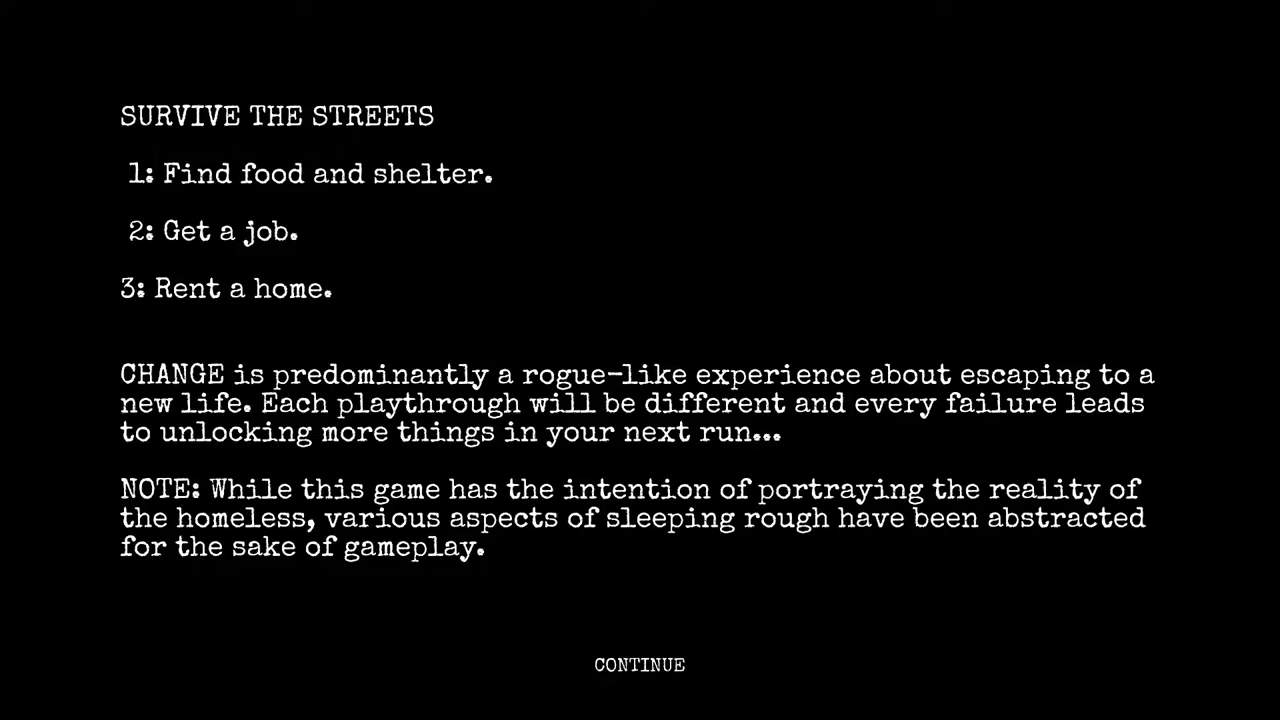 SURVIVE THE STREETS
1: Find food and shelter.
2: Get a job.
3: Rent a home.
CHANGE is predominantly a rogue-like experience about escaping to a
new life. Each playthrough will be different and every failure leads
to unlocking more things in your next run...
NOTE: While this game has the intention of portraying the reality of
the homeless, various aspects of sleeping rough have been abstracted
for the sake of gameplay.
CONTINUE